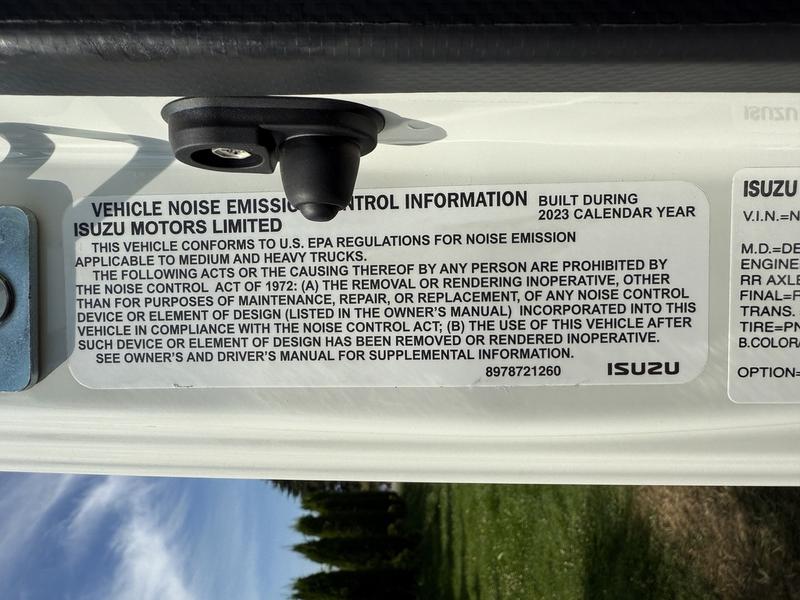 VEHICLE NOISE EMISSION CONTROL INFORMATION
BUILT DURING
2023 CALENDAR YEAR
ISUZU MOTORS LIMITED
THIS VEHICLE CONFORMS TO U.S. EPA REGULATIONS FOR NOISE EMISSION
APPLICABLE TO MEDIUM AND HEAVY TRUCKS.
THE FOLLOWING ACTS OR THE CAUSING THEREOF BY ANY PERSON ARE PROHIBITED BY
THE NOISE CONTROL ACT OF 1972: (A) THE REMOVAL OR RENDERING INOPERATIVE, OTHER
THAN FOR PURPOSES OF MAINTENANCE, REPAIR, OR REPLACEMENT, OF ANY NOISE CONTROL
DEVICE OR ELEMENT OF DESIGN (LISTED IN THE OWNER'S MANUAL) INCORPORATED INTO THIS
VEHICLE IN COMPLIANCE WITH THE NOISE CONTROL ACT; (B) THE USE OF THIS VEHICLE AFTER
SUCH DEVICE OR ELEMENT OF DESIGN HAS BEEN REMOVED OR RENDERED INOPERATIVE.
SEE OWNER'S AND DRIVER'S MANUAL FOR SUPPLEMENTAL INFORMATION.
8978721260
ISUZU
ISUZU
V.I.N.=N
M.D.=DE
ENGINE
RR AXLE
FINAL=F
TRANS.
TIRE=PN
B.COLOR/
OPTION=